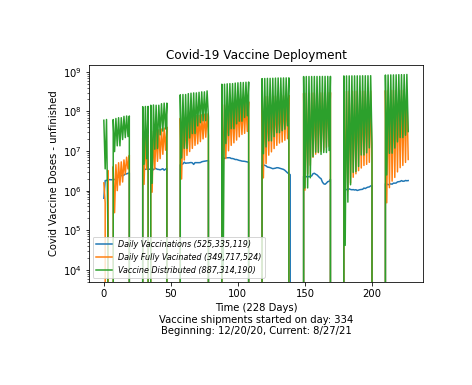 Covid-19 Vaccine Deployment
Covid Vaccine Doses - unfinished
10⁹
10⁸
10⁷
10⁶
10⁵
10⁴
Daily Vaccinations (525,335,119)
Daily Fully Vacinated (349,717,524)
Vaccine Distributed (887,314,190)
0 50 100 150 200
Time (228 Days)
Vaccine shipments started on day: 334
Beginning: 12/20/20, Current: 8/27/21